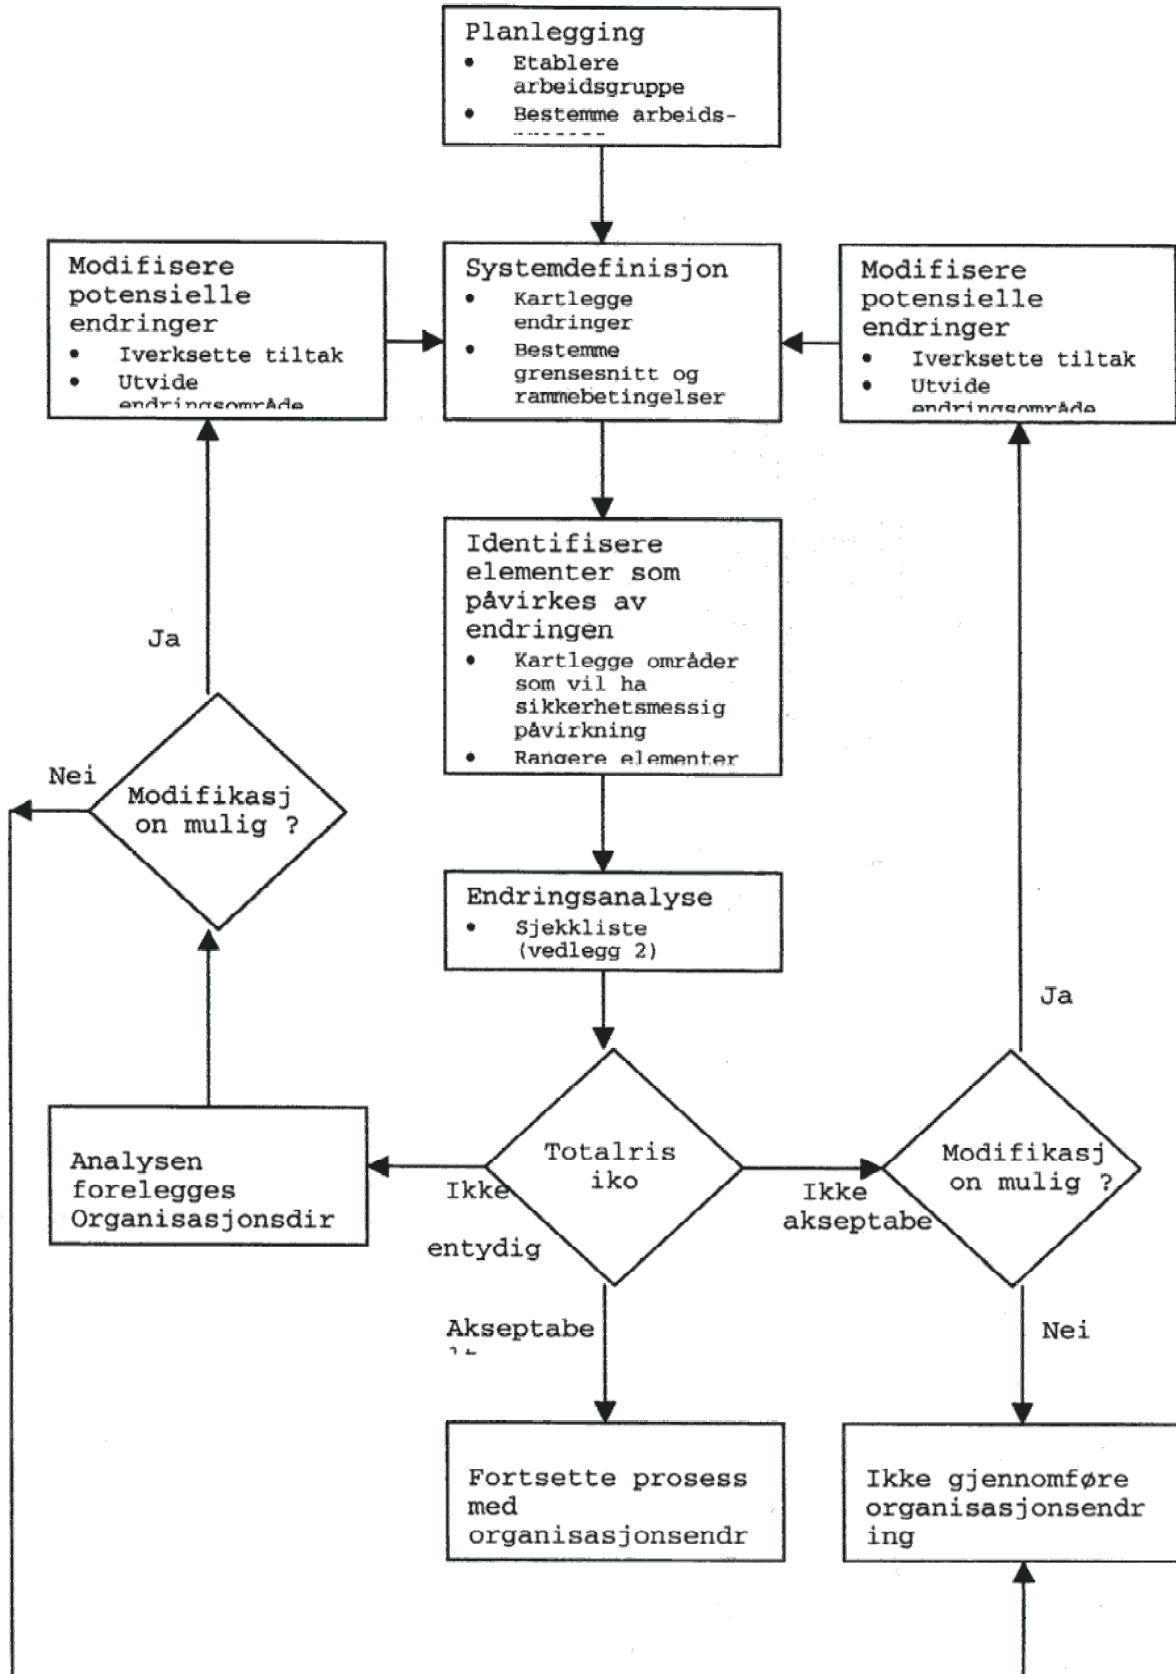 Planlegging
• Etablere
arbeidsgruppe
• Bestemme arbeids-
Modifisere
potensielle
endringer
• Iverksette tiltak
• Utvide
endringsområde
Systemdefinisjon
• Kartlegge
endringer
• Bestemme
grensesnitt og
rammebetingelser
Modifisere
potensielle
endringer
• Iverksette tiltak
• Utvide
endringsområde
Identifisere
elementer som
påvirkes av
endringen
• Kartlegge områder
som vil ha
sikkerhetsmessig
påvirkning
• Rangere elementer
Ja
Nei
Modifikasj
on mulig ?
Endringsanalyse
• Sjekkliste
(vedlegg 2)
Ja
Analysen
forelegges
Organisasjonsdir
Ikke
entydig
Totalris
iko
Ikke
akseptabe
Modifikasj
on mulig ?
Akseptabe
lt
Nei
Fortsette prosess
med
organisasjonsendr
Ikke gjennomføre
organisasjonsendr
ing